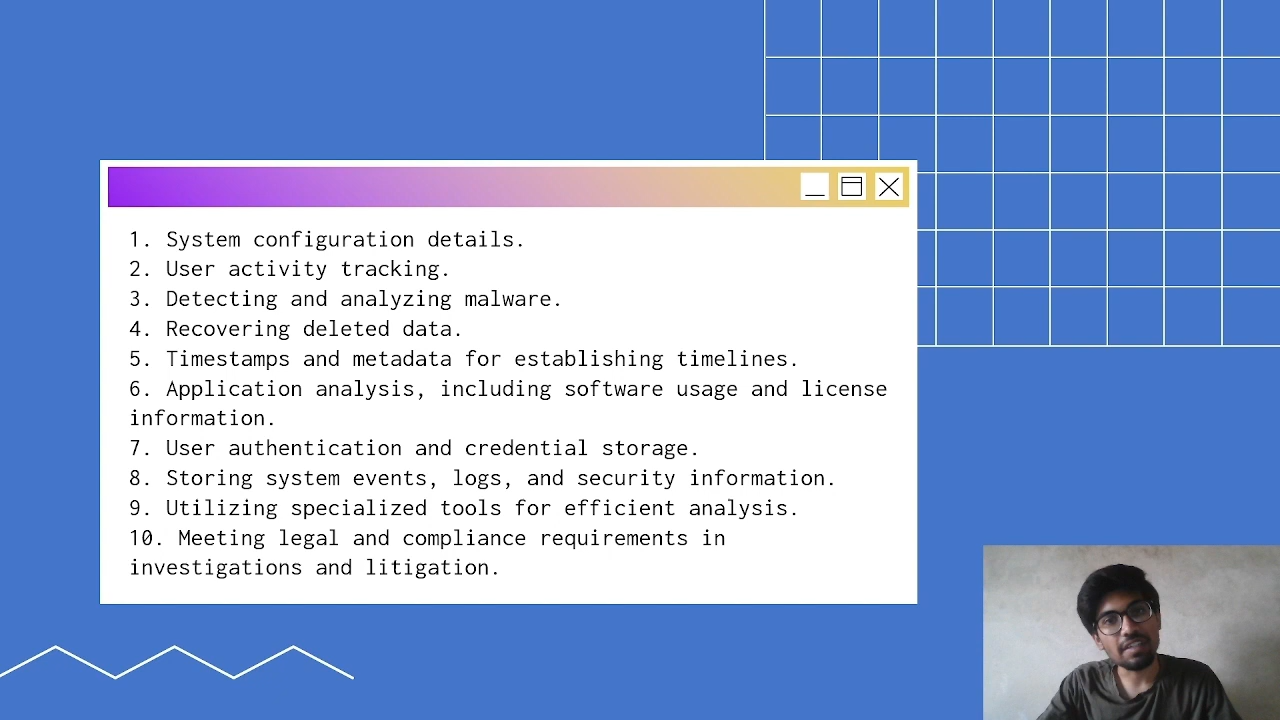 1. System configuration details.
2. User activity tracking.
3. Detecting and analyzing malware.
4. Recovering deleted data.
5. Timestamps and metadata for establishing timelines.
6. Application analysis, including software usage and license
information.
7. User authentication and credential storage.
8. Storing system events, logs, and security information.
9. Utilizing specialized tools for efficient analysis.
10. Meeting legal and compliance requirements in
investigations and litigation.